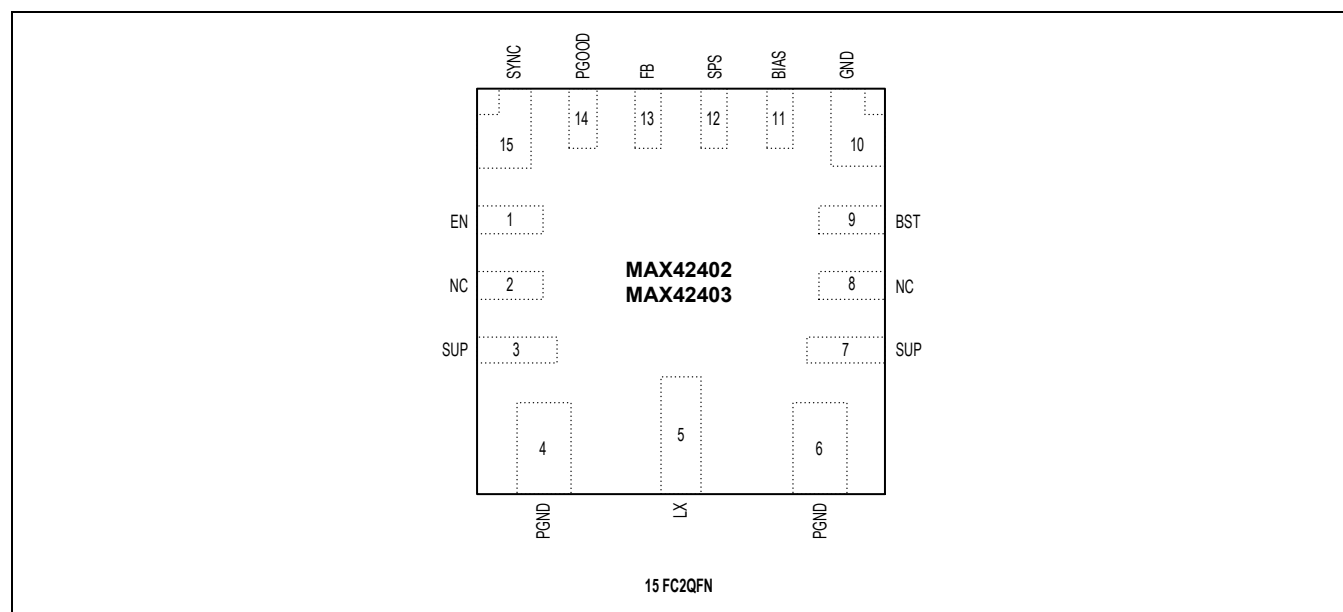 SYNC
PGOOD
FB
SPS
BIAS
GND
14
13
12
11
15
10
EN
1
9
BST
MAX42402
MAX42403
NC
2
8
NC
SUP
3
7
SUP
4
5
6
PGND
LX
PGND
15 FC2QFN